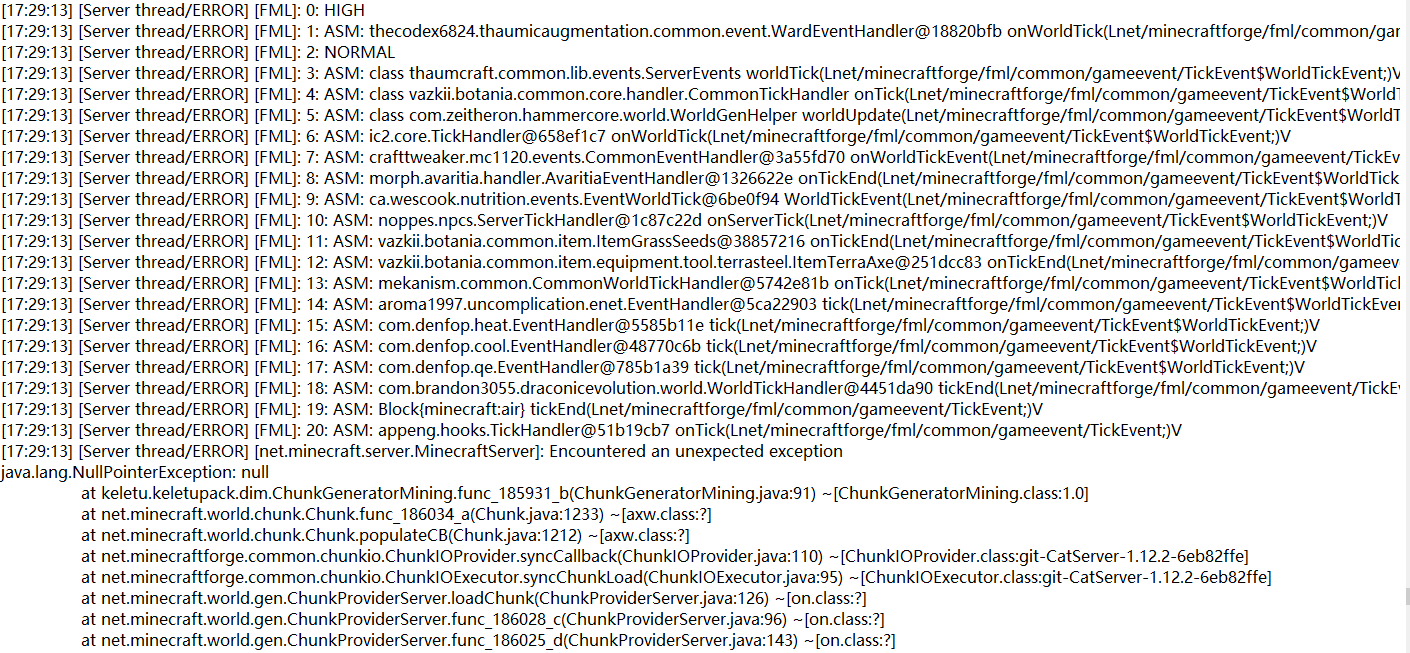 [17:29:13] [Server thread/ERROR] [FML]: 0: HIGH
[17:29:13] [Server thread/ERROR] [FML]: 1: ASM: thecodex6824.thaumicaugmentation.common.event.WardEventHandler@18820bfb onWorldTick(Lnet/minecraftforge/fml/common/gar
[17:29:13] [Server thread/ERROR] [FML]: 2: NORMAL
[17:29:13] [Server thread/ERROR] [FML]: 3: ASM: class thaumcraft.common.lib.events.ServerEvents worldTick(Lnet/minecraftforge/fml/common/gameevent/TickEvent$WorldTickEvent;)V
[17:29:13] [Server thread/ERROR] [FML]: 4: ASM: class vazkii.botania.common.core.handler.CommonTickHandler onTick(Lnet/minecraftforge/fml/common/gameevent/TickEvent$WorldT
[17:29:13] [Server thread/ERROR] [FML]: 5: ASM: class com.zeitheron.hammercore.world.WorldGenHelper worldUpdate(Lnet/minecraftforge/fml/common/gameevent/TickEvent$WorldT
[17:29:13] [Server thread/ERROR] [FML]: 6: ASM: ic2.core.TickHandler@658ef1c7 onWorldTick(Lnet/minecraftforge/fml/common/gameevent/TickEvent$WorldTickEvent;)V
[17:29:13] [Server thread/ERROR] [FML]: 7: ASM: crafttweaker.mc1120.events.CommonEventHandler@3a55fd70 onWorldTickEvent(Lnet/minecraftforge/fml/common/gameevent/TickEv
[17:29:13] [Server thread/ERROR] [FML]: 8: ASM: morph.avaritia.handler.AvaritiaEventHandler@1326622e onTickEnd(Lnet/minecraftforge/fml/common/gameevent/TickEvent$WorldTick
[17:29:13] [Server thread/ERROR] [FML]: 9: ASM: ca.wescook.nutrition.events.EventWorldTick@6be0f94 WorldTickEvent(Lnet/minecraftforge/fml/common/gameevent/TickEvent$WorldT
[17:29:13] [Server thread/ERROR] [FML]: 10: ASM: noppes.npcs.ServerTickHandler@1c87c22d onServerTick(Lnet/minecraftforge/fml/common/gameevent/TickEvent$WorldTickEvent;)V
[17:29:13] [Server thread/ERROR] [FML]: 11: ASM: vazkii.botania.common.item.ItemGrassSeeds@38857216 onTickEnd(Lnet/minecraftforge/fml/common/gameevent/TickEvent$WorldTic
[17:29:13] [Server thread/ERROR] [FML]: 12: ASM: vazkii.botania.common.item.equipment.tool.terrasteel.ItemTerraAxe@251dcc83 onTickEnd(Lnet/minecraftforge/fml/common/gameev
[17:29:13] [Server thread/ERROR] [FML]: 13: ASM: mekanism.common.CommonWorldTickHandler@5742e81b onTick(Lnet/minecraftforge/fml/common/gameevent/TickEvent$WorldTick
[17:29:13] [Server thread/ERROR] [FML]: 14: ASM: aroma1997.uncomplication.enet.EventHandler@5ca22903 tick(Lnet/minecraftforge/fml/common/gameevent/TickEvent$WorldTickEver
[17:29:13] [Server thread/ERROR] [FML]: 15: ASM: com.denfop.heat.EventHandler@5585b11e tick(Lnet/minecraftforge/fml/common/gameevent/TickEvent$WorldTickEvent;)V
[17:29:13] [Server thread/ERROR] [FML]: 16: ASM: com.denfop.cool.EventHandler@48770c6b tick(Lnet/minecraftforge/fml/common/gameevent/TickEvent$WorldTickEvent;)V
[17:29:13] [Server thread/ERROR] [FML]: 17: ASM: com.denfop.qe.EventHandler@785b1a39 tick(Lnet/minecraftforge/fml/common/gameevent/TickEvent$WorldTickEvent;)V
[17:29:13] [Server thread/ERROR] [FML]: 18: ASM: com.brandon3055.draconicevolution.world.WorldTickHandler@4451da90 tickEnd(Lnet/minecraftforge/fml/common/gameevent/TickE
[17:29:13] [Server thread/ERROR] [FML]: 19: ASM: Block{minecraft:air} tickEnd(Lnet/minecraftforge/fml/common/gameevent/TickEvent;)V
[17:29:13] [Server thread/ERROR] [FML]: 20: ASM: appeng.hooks.TickHandler@51b19cb7 onTick(Lnet/minecraftforge/fml/common/gameevent/TickEvent;)V
[17:29:13] [Server thread/ERROR] [net.minecraft.server.MinecraftServer]: Encountered an unexpected exception
java.lang.NullPointerException: null
at keletu.keletupack.dim.ChunkGeneratorMining.func_185931_b(ChunkGeneratorMining.java:91) ~[ChunkGeneratorMining.class:1.0]
at net.minecraft.world.chunk.Chunk.func_186034_a(Chunk.java:1233) ~[axw.class:?]
at net.minecraft.world.chunk.Chunk.populateCB(Chunk.java:1212) ~[axw.class:?]
at net.minecraftforge.common.chunkio.ChunkIOProvider.syncCallback(ChunkIOProvider.java:110) ~[ChunkIOProvider.class:git-CatServer-1.12.2-6eb82ffe]
at net.minecraftforge.common.chunkio.ChunkIOExecutor.syncChunkLoad(ChunkIOExecutor.java:95) ~[ChunkIOExecutor.class:git-CatServer-1.12.2-6eb82ffe]
at net.minecraft.world.gen.ChunkProviderServer.loadChunk(ChunkProviderServer.java:126) ~[on.class:?]
at net.minecraft.world.gen.ChunkProviderServer.func_186028_c(ChunkProviderServer.java:96) ~[on.class:?]
at net.minecraft.world.gen.ChunkProviderServer.func_186025_d(ChunkProviderServer.java:143) ~[on.class:?]